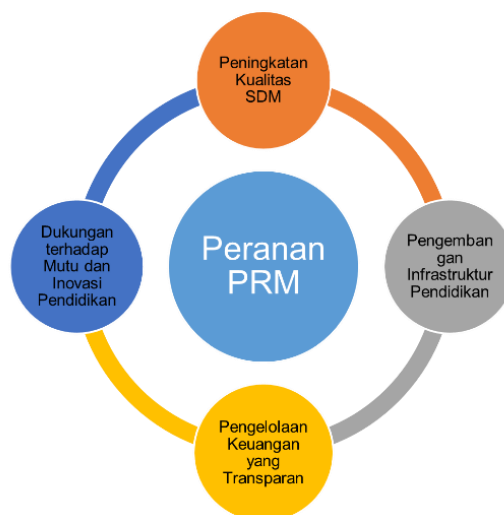 Peningkatan
Kualitas
SDM
Peranan
PRM
Pengemban
gan
Infrastruktur
Pendidikan
Pengelolaan
Keuangan
yang
Transparan
Dukungan
terhadap
Mutu dan
Inovasi
Pendidikan